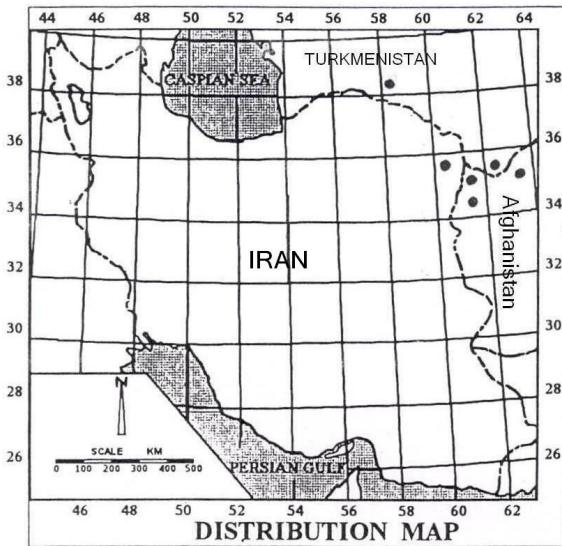 44 46 48 50 52 54 56 58 60 62 64
TURKMENISTAN
CASPIAN SEA
38 38
36 36
34 34
Afghanistan
IRAN
32 32
30 30
28 28
N
SCALE KM
26 26
0 100 200 300 400 500
PERSIAN GULF
46 48 50 52 54 56 58 60 62
DISTRIBUTION MAP